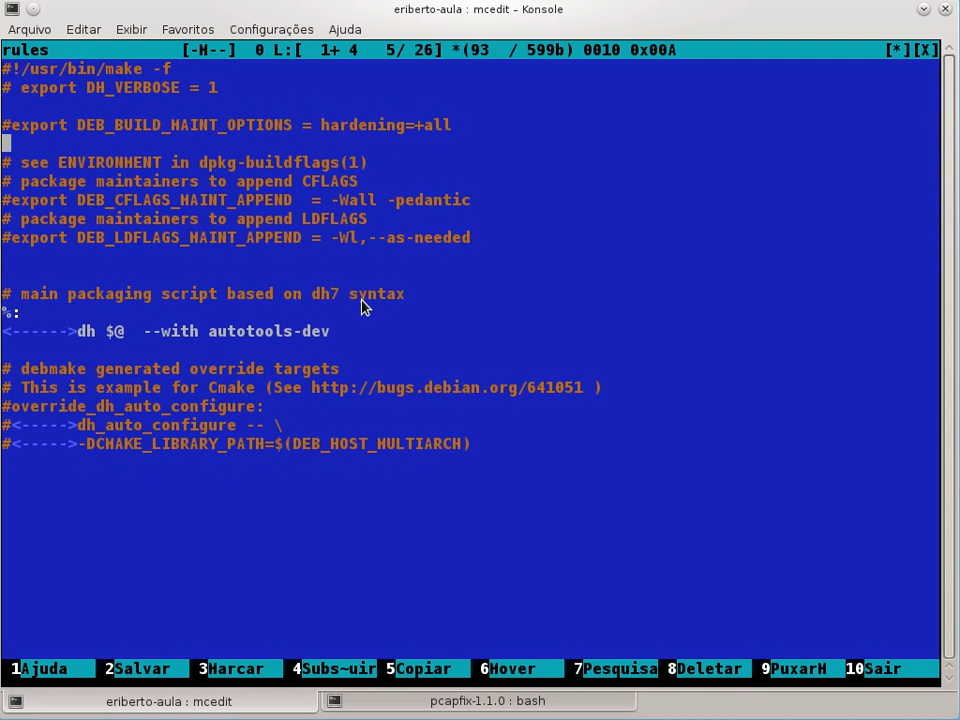 eriberto-aula : mcedit – Konsole
Arquivo Editar Exibir Favoritos Configurações Ajuda
rules [-H--] 0 L:[ 1+ 4 5/ 26] *(93 / 599b) 0010 0x00A [*][X]
#!/usr/bin/make -f
# export DH_VERBOSE = 1
#export DEB_BUILD_MAINT_OPTIONS = hardening=+all
# see ENVIRONMENT in dpkg-buildflags(1)
# package maintainers to append CFLAGS
#export DEB_CFLAGS_MAINT_APPEND  = -Wall -pedantic
# package maintainers to append LDFLAGS
#export DEB_LDFLAGS_MAINT_APPEND = -Wl,--as-needed
# main packaging script based on dh7 syntax
%:
<------>dh $@  --with autotools-dev
# debmake generated override targets
# This is example for Cmake (See http://bugs.debian.org/641051 )
#override_dh_auto_configure:
#<----->dh_auto_configure -- \
#<----->-DCMAKE_LIBRARY_PATH=$(DEB_HOST_MULTIARCH)
1Ajuda 2Salvar 3Marcar 4Subs~uir 5Copiar 6Mover 7Pesquisa 8Deletar 9PuxarM 10Sair
eriberto-aula : mcedit pcapfix-1.1.0 : bash